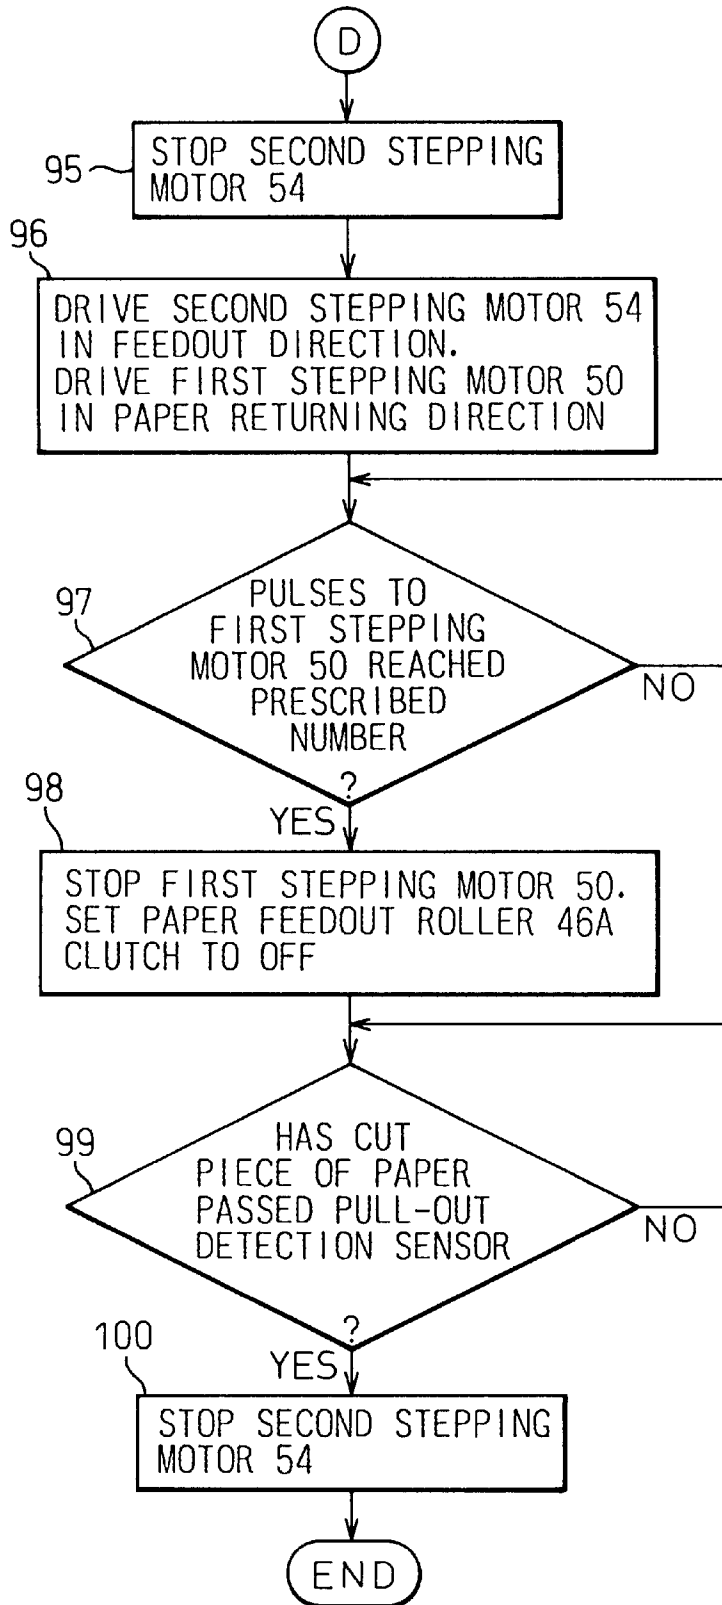 D
95
STOP SECOND STEPPING
MOTOR 54
96
DRIVE SECOND STEPPING MOTOR 54
IN FEEDOUT DIRECTION.
DRIVE FIRST STEPPING MOTOR 50
IN PAPER RETURNING DIRECTION
97
PULSES TO
FIRST STEPPING
MOTOR 50 REACHED
PRESCRIBED
NUMBER
?
NO
YES
98
STOP FIRST STEPPING MOTOR 50.
SET PAPER FEEDOUT ROLLER 46A
CLUTCH TO OFF
99
HAS CUT
PIECE OF PAPER
PASSED PULL-OUT
DETECTION SENSOR
?
NO
YES
100
STOP SECOND STEPPING
MOTOR 54
END